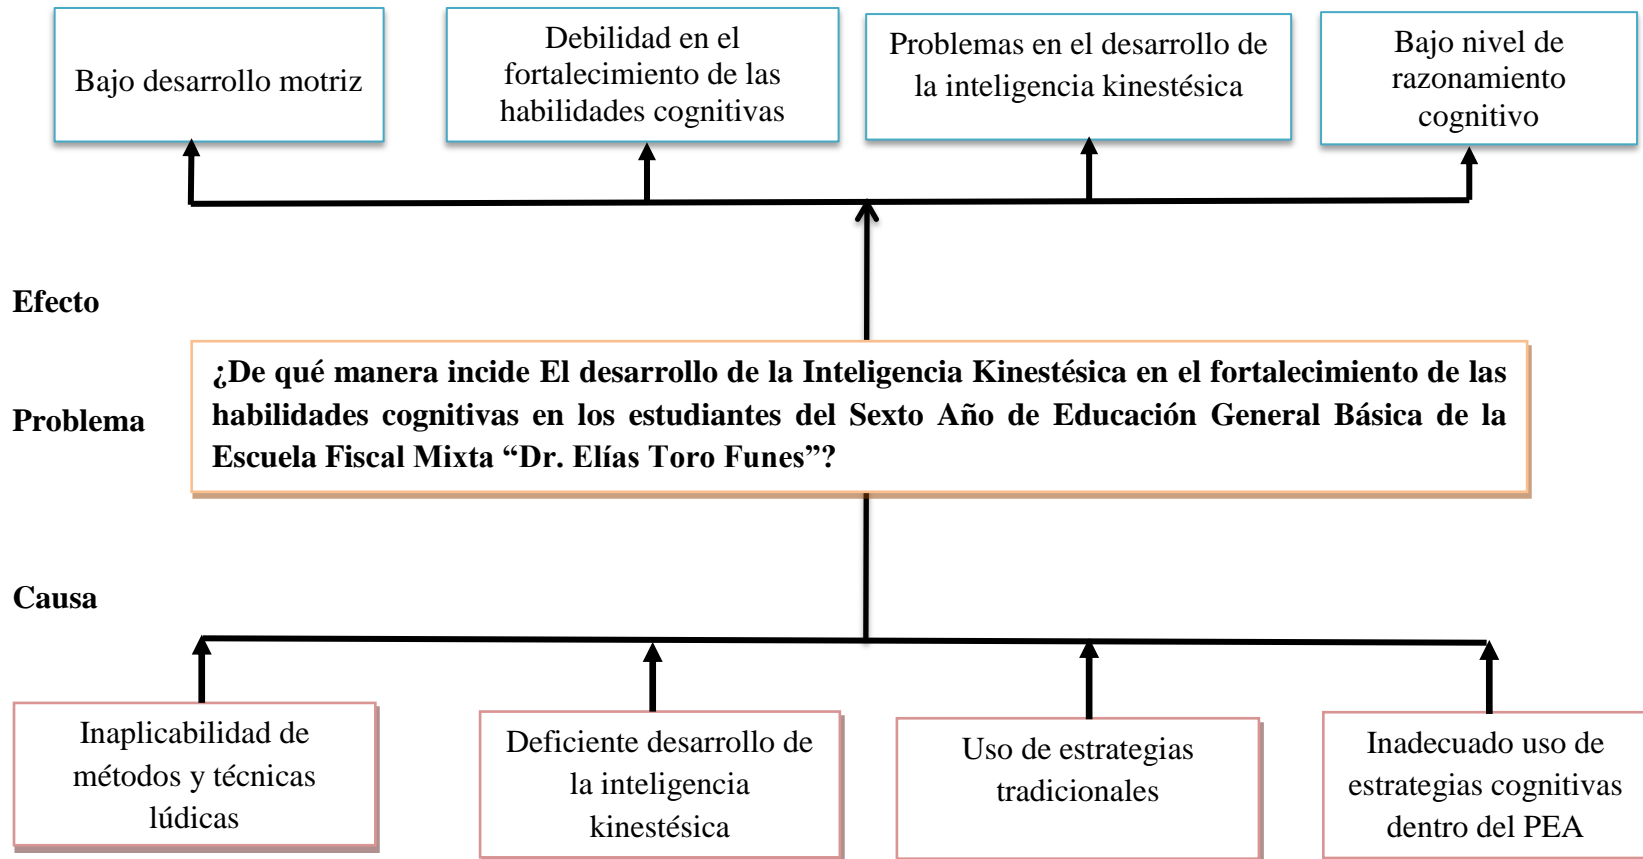 Bajo desarrollo motriz
Debilidad en el
fortalecimiento de las
habilidades cognitivas
Problemas en el desarrollo de
la inteligencia kinestésica
Bajo nivel de
razonamiento
cognitivo
Efecto
Problema
¿De qué manera incide El desarrollo de la Inteligencia Kinestésica en el fortalecimiento de las
habilidades cognitivas en los estudiantes del Sexto Año de Educación General Básica de la
Escuela Fiscal Mixta “Dr. Elías Toro Funes”?
Causa
Inaplicabilidad de
métodos y técnicas
lúdicas
Deficiente desarrollo de
la inteligencia
kinestésica
Uso de estrategias
tradicionales
Inadecuado uso de
estrategias cognitivas
dentro del PEA